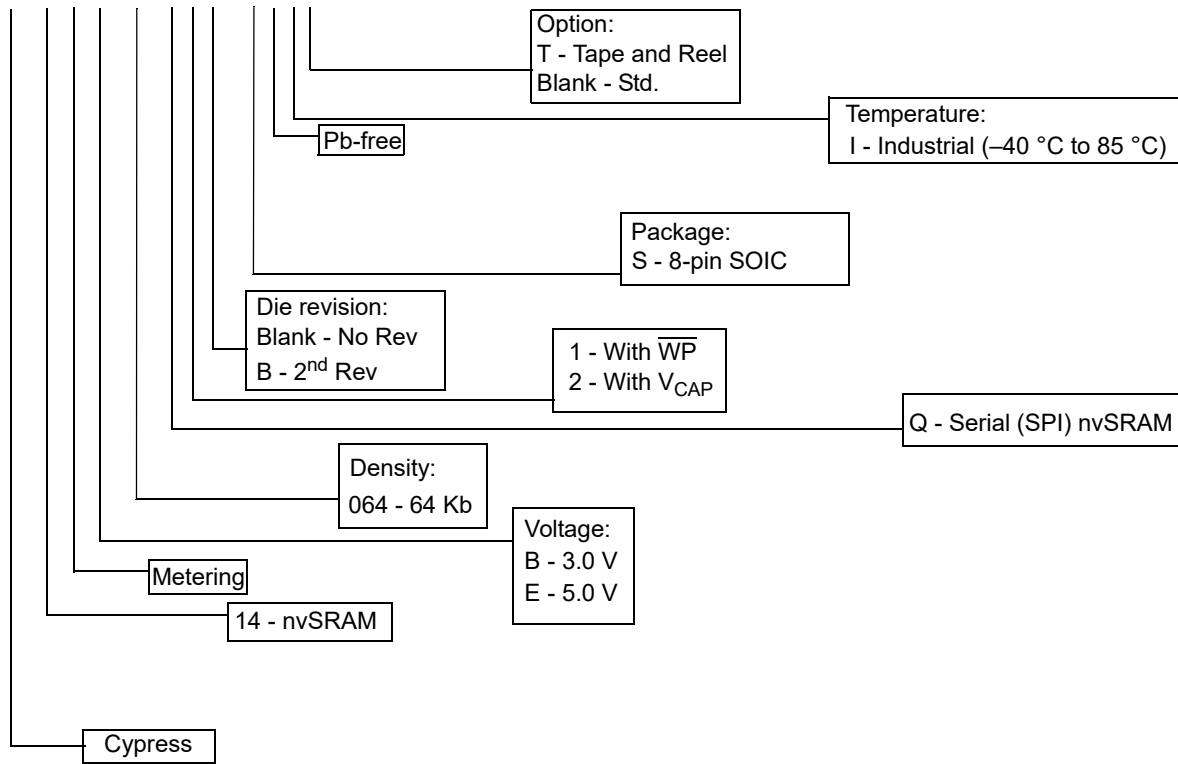 Option:
T - Tape and Reel
Blank - Std.
Temperature:
I - Industrial (–40 °C to 85 °C)
Pb-free
Package:
S - 8-pin SOIC
Die revision:
Blank - No Rev
B - 2nd Rev
1 - With W̅P̅
2 - With VCAP
Q - Serial (SPI) nvSRAM
Density:
064 - 64 Kb
Voltage:
B - 3.0 V
E - 5.0 V
Metering
14 - nvSRAM
Cypress